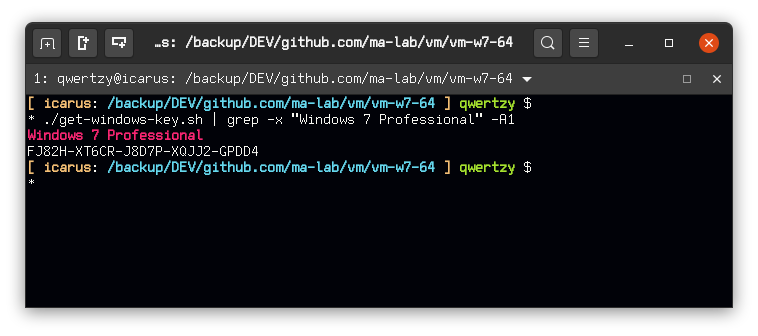 …s: /backup/DEV/github.com/ma-lab/vm/vm-w7-64
1: qwertzy@icarus: /backup/DEV/github.com/ma-lab/vm/vm-w7-64
[ icarus: /backup/DEV/github.com/ma-lab/vm/vm-w7-64 ] qwertzy $
* ./get-windows-key.sh | grep -x "Windows 7 Professional" -A1
Windows 7 Professional
FJ82H-XT6CR-J8D7P-XQJJ2-GPDD4
[ icarus: /backup/DEV/github.com/ma-lab/vm/vm-w7-64 ] qwertzy $
*